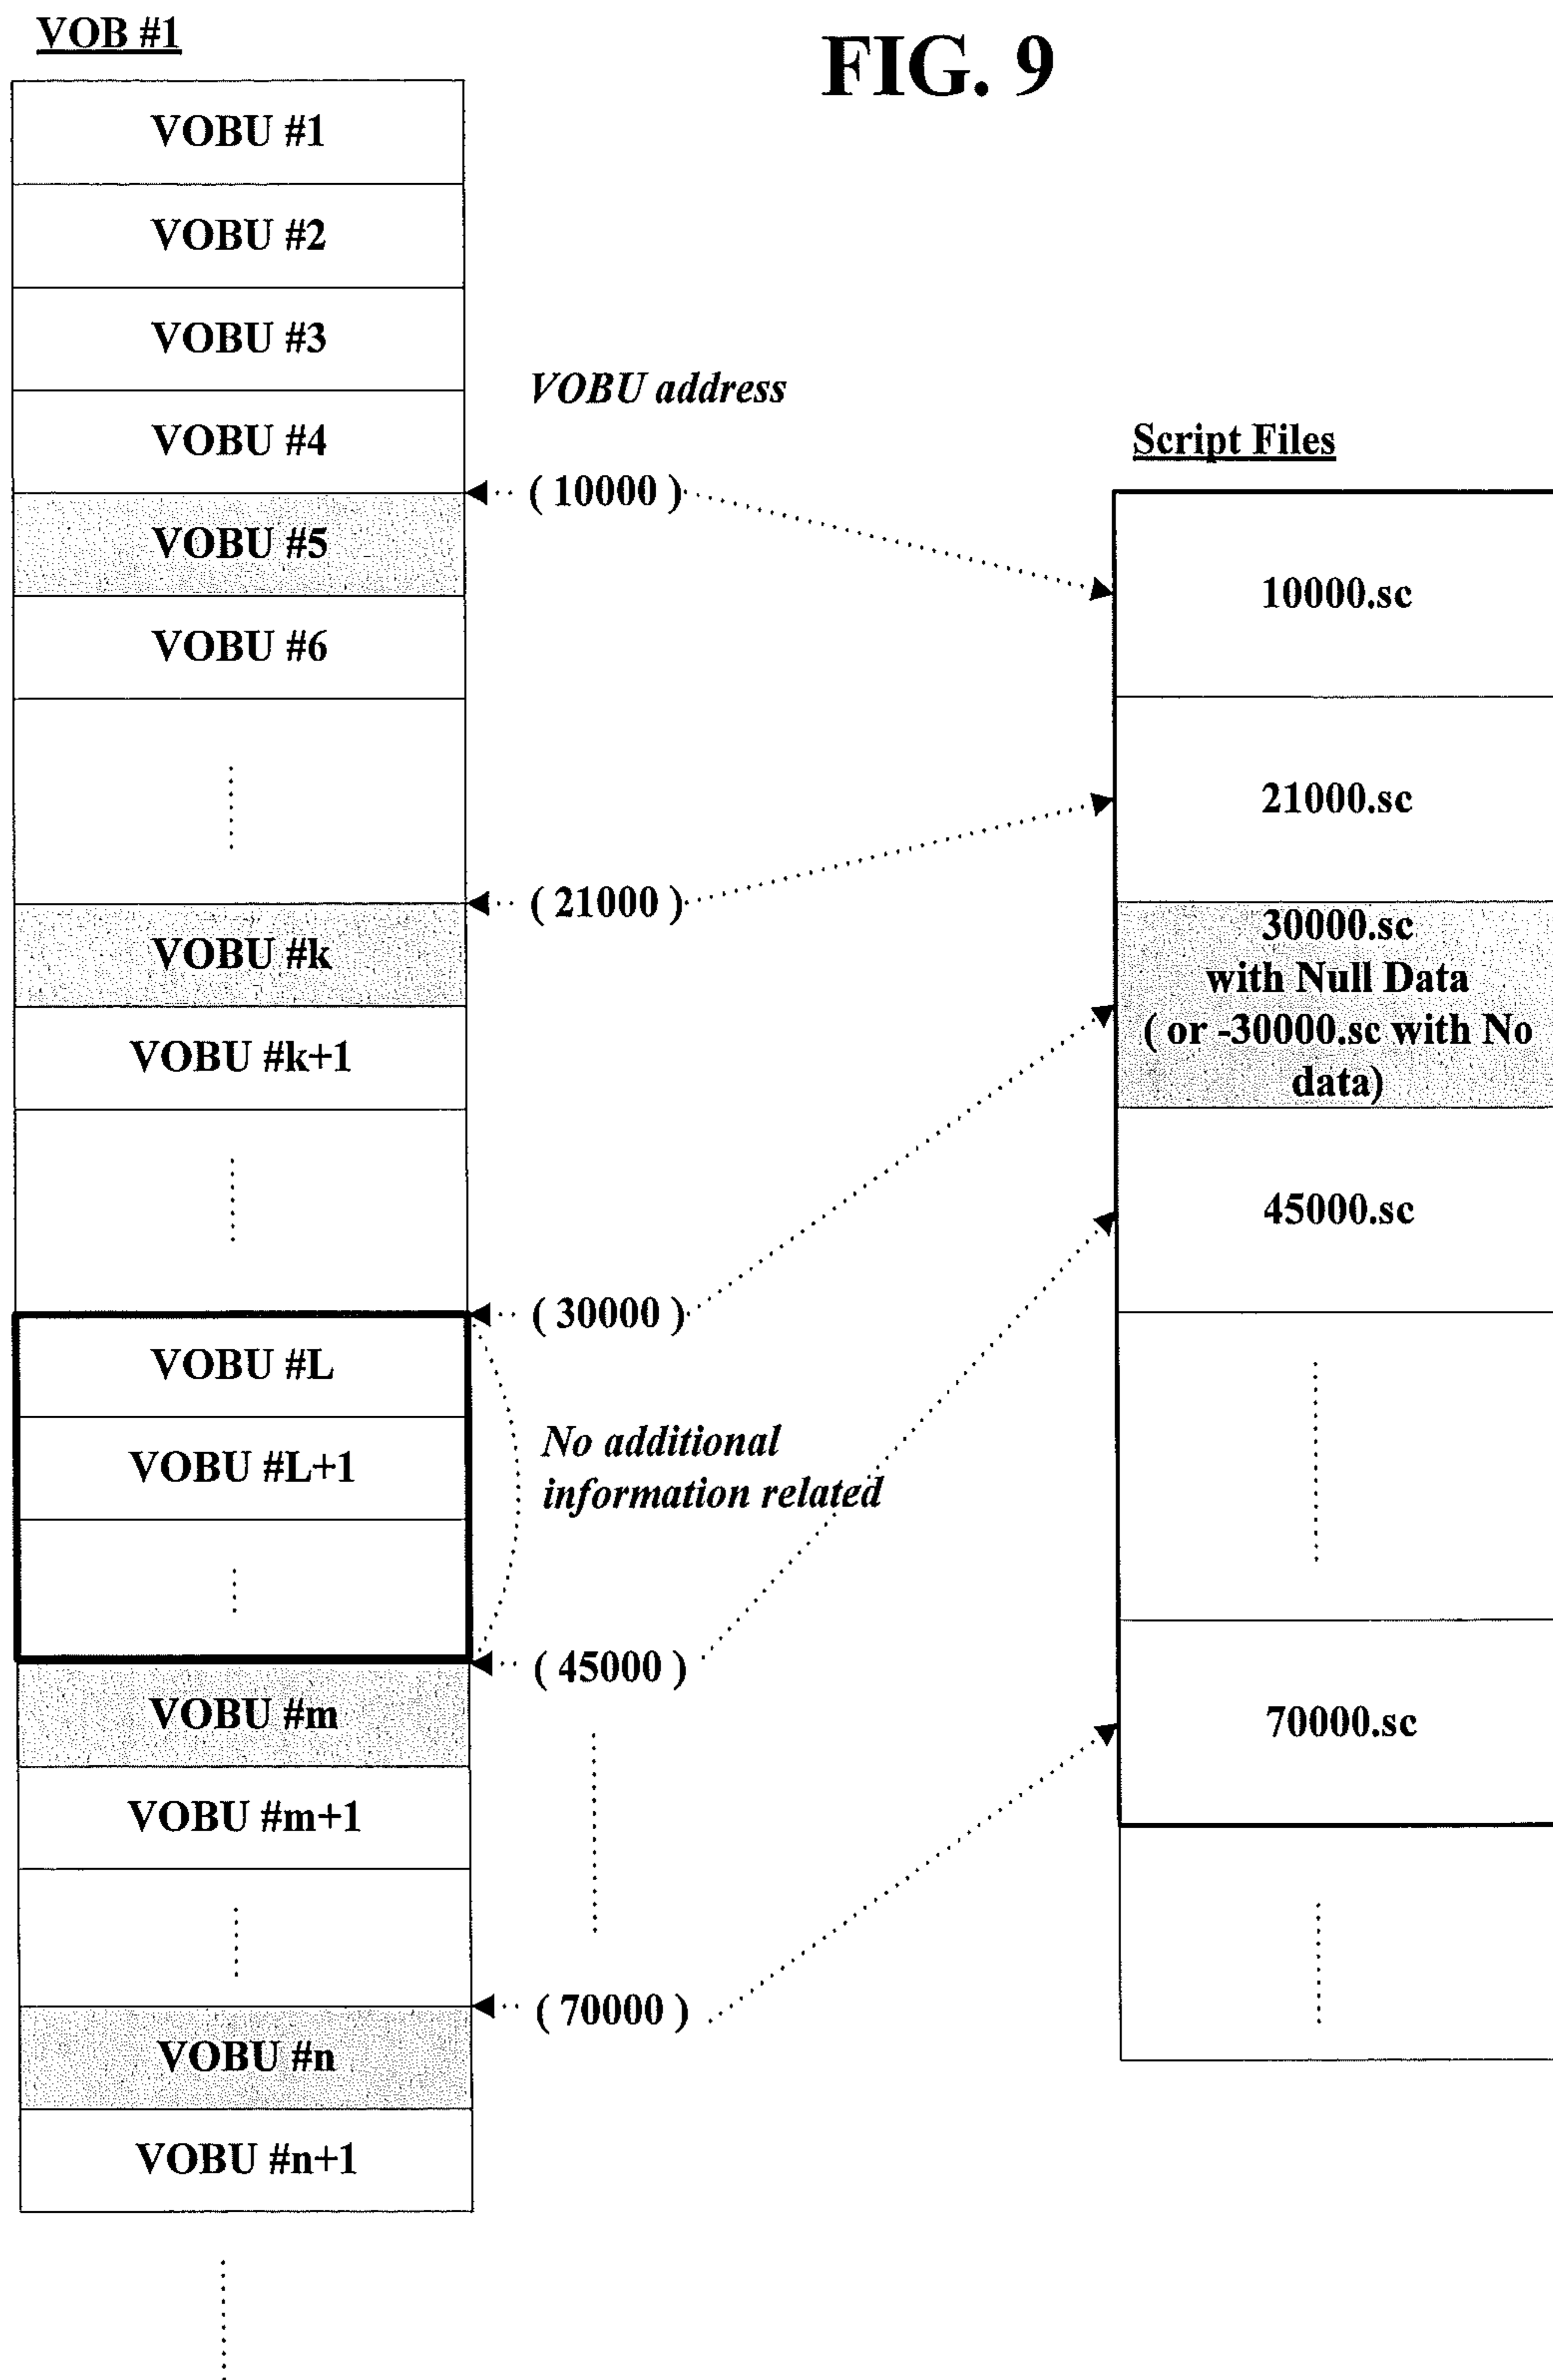 VOB #1
FIG. 9
VOBU #1
VOBU #2
VOBU #3
VOBU #4
VOBU #5
VOBU #6
VOBU #k
VOBU #k+1
VOBU #L
VOBU #L+1
VOBU #m
VOBU #m+1
VOBU #n
VOBU #n+1
VOBU address
( 10000 )
( 21000 )
( 30000 )
No additional
information related
( 45000 )
( 70000 )
Script Files
10000.sc
21000.sc
30000.sc
with Null Data
( or -30000.sc with No
data)
45000.sc
70000.sc